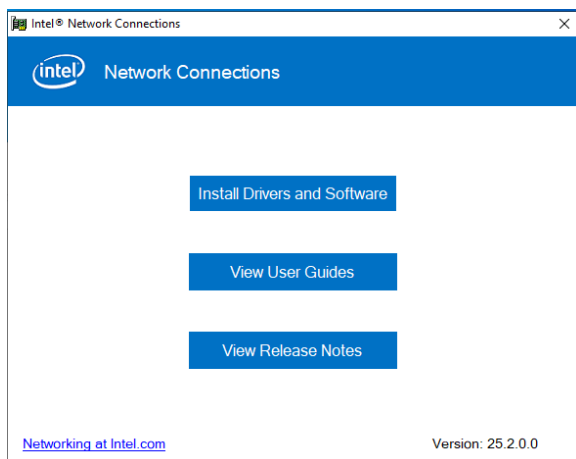 Intel® Network Connections
intel Network Connections
Install Drivers and Software
View User Guides
View Release Notes
Networking at Intel.com Version: 25.2.0.0